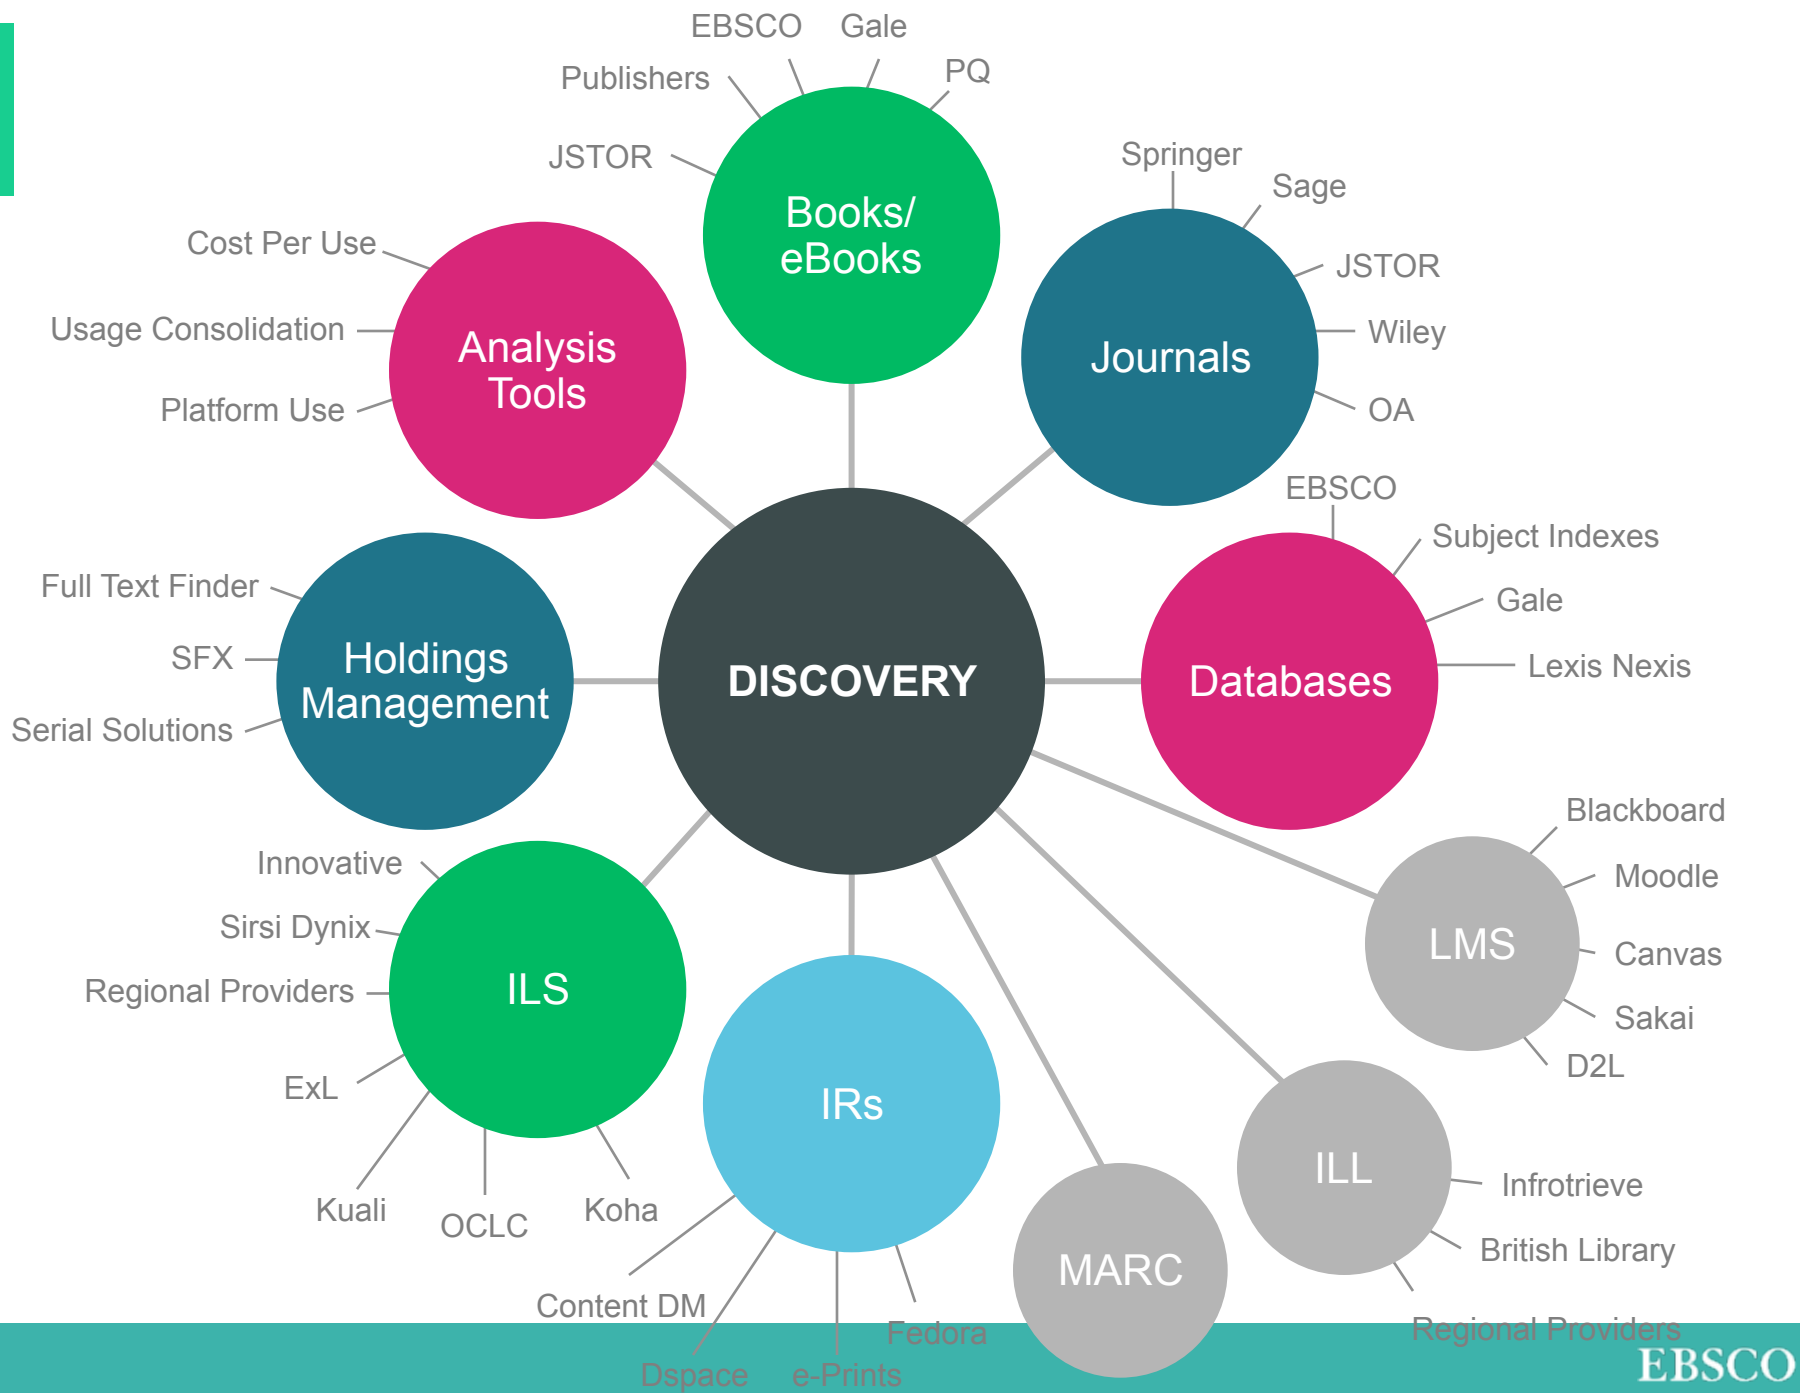 EBSCO
Gale
Publishers
PQ
JSTOR
Books/
eBooks
Springer
Sage
JSTOR
Wiley
OA
Journals
Cost Per Use
Usage Consolidation
Platform Use
Analysis
Tools
EBSCO
Subject Indexes
Gale
Lexis Nexis
Databases
DISCOVERY
Full Text Finder
SFX
Serial Solutions
Holdings
Management
Innovative
Sirsi Dynix
Regional Providers
ExL
Kuali
OCLC
Koha
ILS
IRs
Content DM
Dspace
e-Prints
Fedora
MARC
Blackboard
Moodle
Canvas
Sakai
D2L
LMS
ILL
Infrotrieve
British Library
Regional Providers
EBSCO